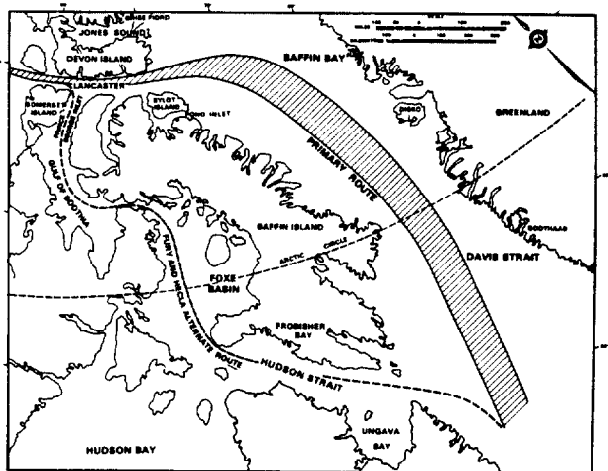 GRISE FIORD
JONES SOUND
DEVON ISLAND
BAFFIN BAY
LANCASTER
SOMERSET
ISLAND
BYLOT
ISLAND
DISKO
GREENLAND
PRIMARY ROUTE
GULF OF BOOTHIA
GODTHAAB
BAFFIN ISLAND
ARCTIC CIRCLE
DAVIS STRAIT
FOXE
BASIN
FURY AND HECLA ALTERNATE ROUTE
FROBISHER
BAY
HUDSON STRAIT
UNGAVA
BAY
HUDSON BAY